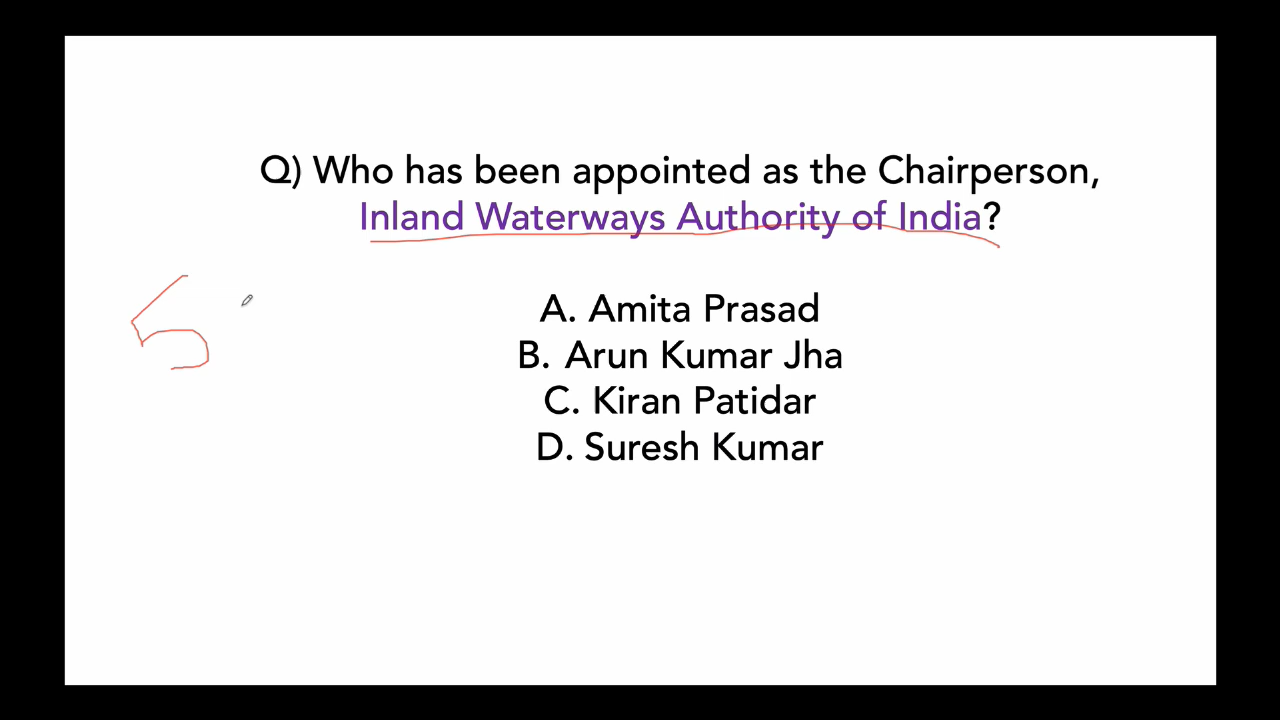 Q) Who has been appointed as the Chairperson,
Inland Waterways Authority of India?
5
A. Amita Prasad
B. Arun Kumar Jha
C. Kiran Patidar
D. Suresh Kumar